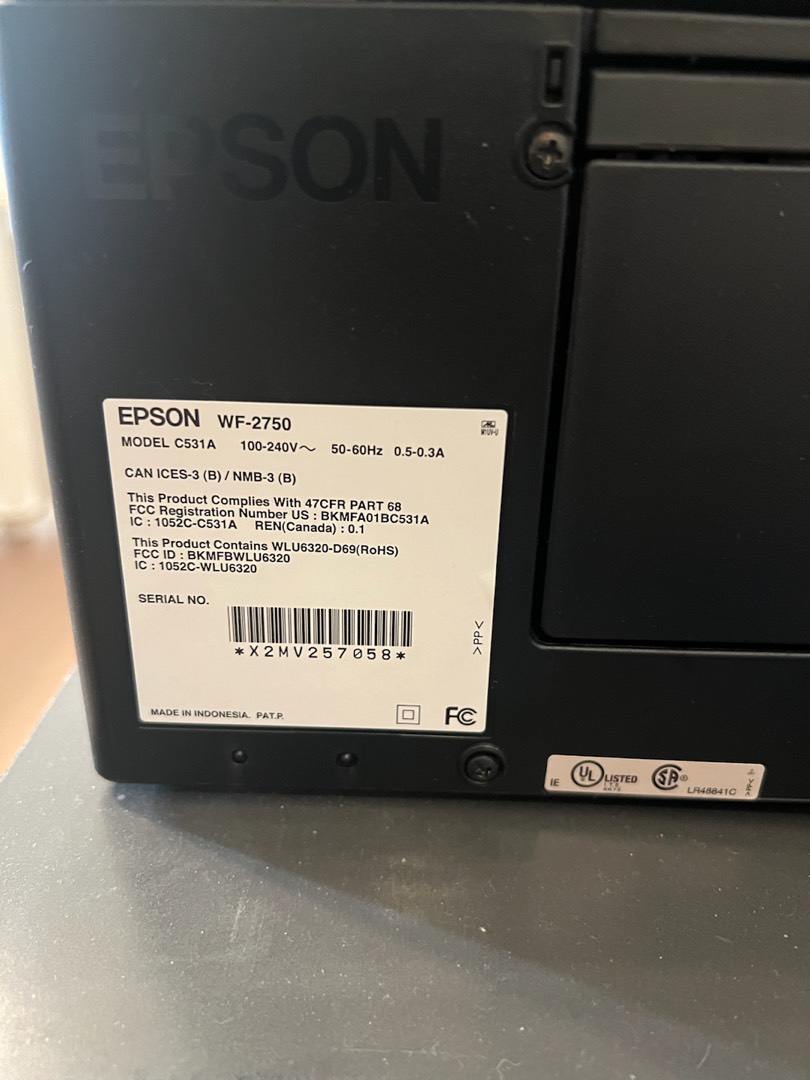 EPSON
EPSON WF-2750
MODEL C531A 100-240V～ 50-60Hz 0.5-0.3A
CAN ICES-3 (B) / NMB-3 (B)
This Product Complies With 47CFR PART 68
FCC Registration Number US : BKMFA01BC531A
IC : 1052C-C531A REN(Canada) : 0.1
This Product Contains WLU6320-D69(RoHS)
FCC ID : BKMFBWLU6320
IC : 1052C-WLU6320
SERIAL NO.
*X2MV257058*
>PP<
MADE IN INDONESIA. PAT.P.
FC
IE
UL LISTED
SA ®
LR48841C